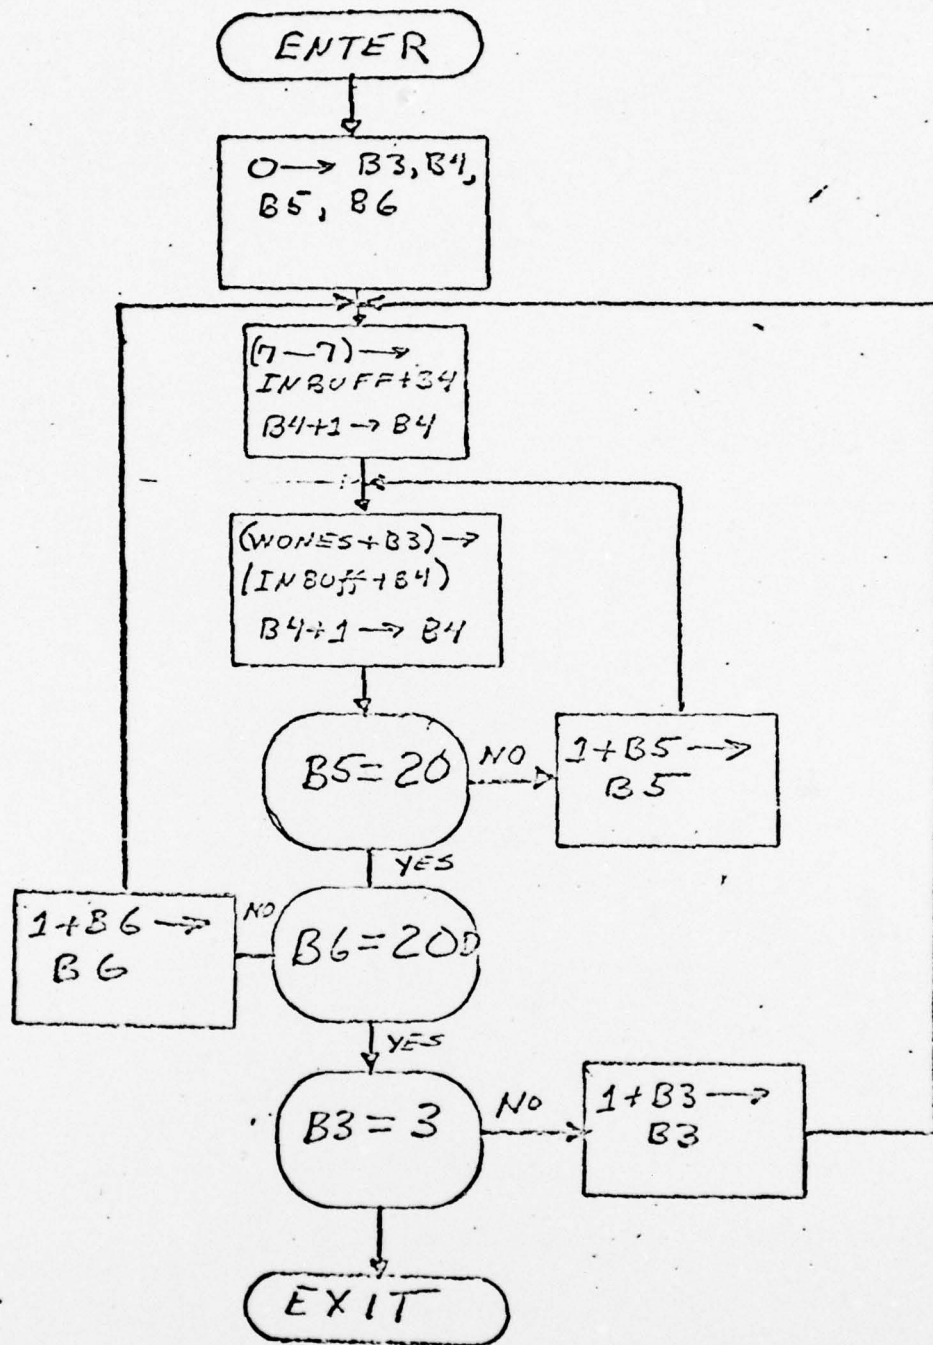 ENTER
0→ B3, B4,
B5, B6
(7—7)→
INBUFF+B4
B4+1→B4
(WONES+B3)→
(INBUff+B4)
B4+1→B4
B5=20
NO
1+B5→
B5
YES
1+B6→
B6
NO
B6=20D
YES
B3=3
NO
1+B3→
B3
EXIT